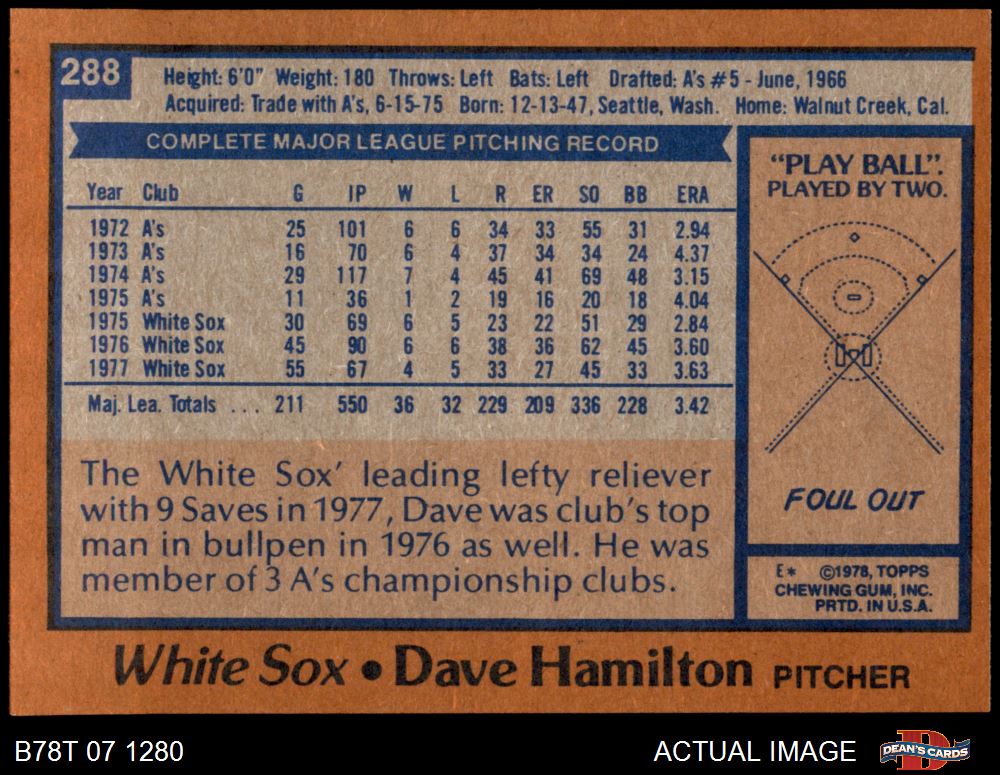 288
Height: 6'0" Weight: 180 Throws: Left Bats: Left Drafted: A's #5 - June, 1966
Acquired: Trade with A's, 6-15-75 Born: 12-13-47, Seattle, Wash. Home: Walnut Creek, Cal.
COMPLETE MAJOR LEAGUE PITCHING RECORD
Year Club G IP W L R ER SO BB ERA
1972 A's 25 101 6 6 34 33 55 31 2.94
1973 A's 16 70 6 4 37 34 34 24 4.37
1974 A's 29 117 7 4 45 41 69 48 3.15
1975 A's 11 36 1 2 19 16 20 18 4.04
1975 White Sox 30 69 6 5 23 22 51 29 2.84
1976 White Sox 45 90 6 6 38 36 62 45 3.60
1977 White Sox 55 67 4 5 33 27 45 33 3.63
Maj. Lea. Totals ... 211 550 36 32 229 209 336 228 3.42
The White Sox' leading lefty reliever
with 9 Saves in 1977, Dave was club's top
man in bullpen in 1976 as well. He was
member of 3 A's championship clubs.
"PLAY BALL".
PLAYED BY TWO.
FOUL OUT
E* ©1978, TOPPS
CHEWING GUM, INC.
PRTD. IN U.S.A.
White Sox • Dave Hamilton PITCHER
B78T 07 1280
ACTUAL IMAGE
D
DEAN'S CARDS